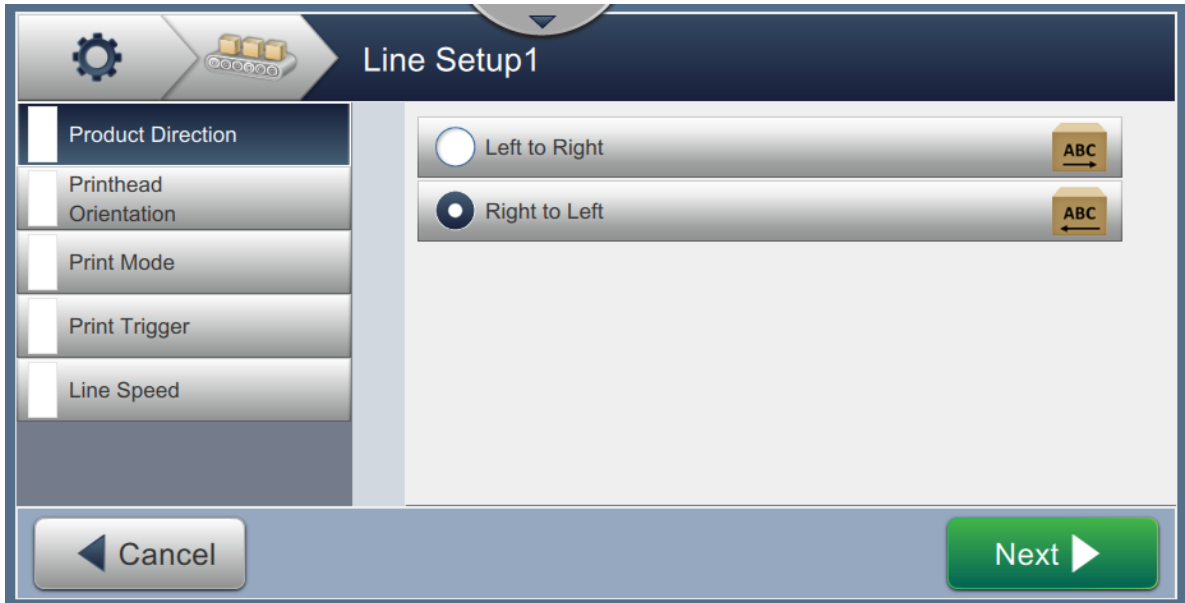 Line Setup1
Product Direction
Printhead
Orientation
Print Mode
Print Trigger
Line Speed
Left to Right
ABC
Right to Left
ABC
Cancel
Next